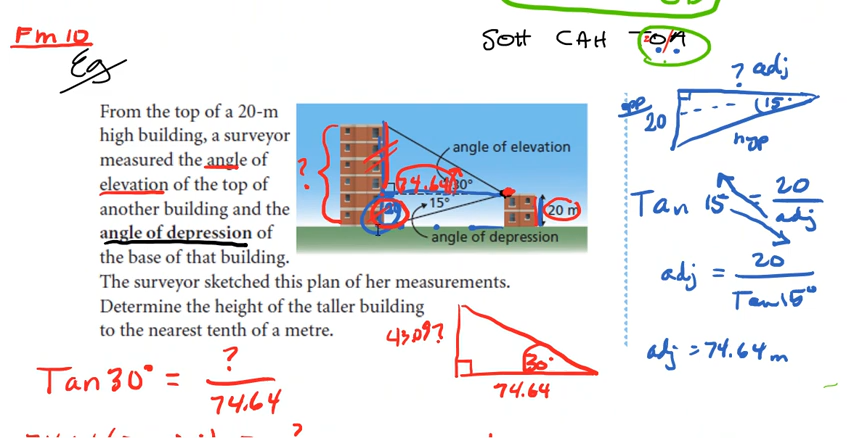 Fm 10
SOH CAH TOA
Eg
From the top of a 20-m
high building, a surveyor
measured the angle of
elevation of the top of
another building and the
angle of depression of
the base of that building.
The surveyor sketched this plan of her measurements.
Determine the height of the taller building
to the nearest tenth of a metre.
?
angle of elevation
74.64
30°
15°
20
20 m
angle of depression
? adj
opp
20
15°
hyp
Tan 15 = 20/adj
adj = 20/Tan 15°
adj = 74.64 m
43.09?
30°
74.64
Tan 30° = ?/74.64